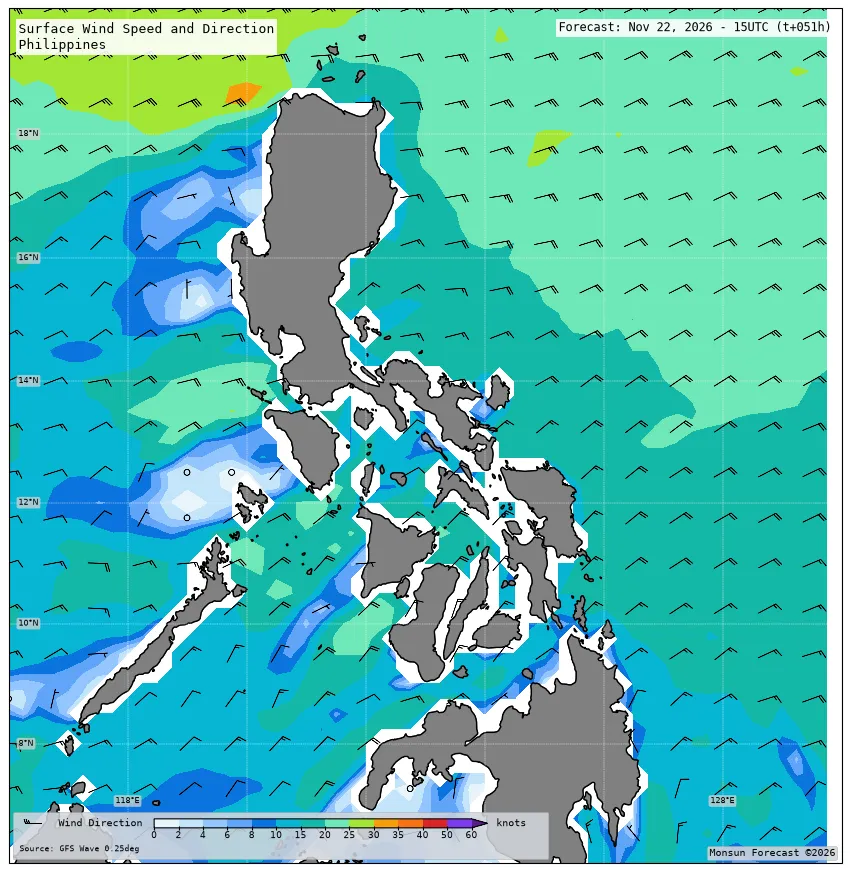 Surface Wind Speed and Direction
Philippines
Forecast: Nov 22, 2026 - 15UTC (t+051h)
18°N
16°N
14°N
12°N
10°N
8°N
118°E
128°E
Wind Direction
knots
0 2 4 6 8 10 15 20 25 30 35 40 50 60
Source: GFS Wave 0.25deg
Monsun Forecast ©2026